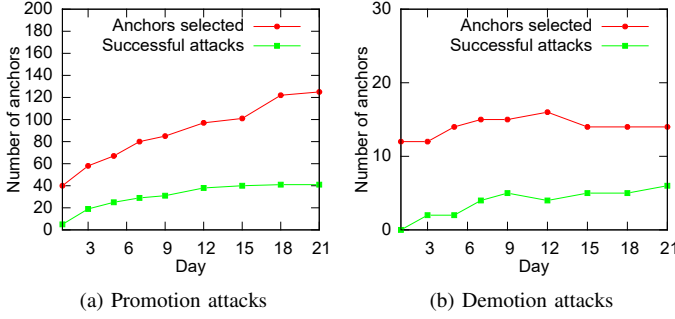 Number of anchors
200
180
160
140
120
100
80
60
40
20
0
Anchors selected
Successful attacks
3 6 9 12 15 18 21
Day
(a) Promotion attacks
Number of anchors
30
20
10
0
Anchors selected
Successful attacks
3 6 9 12 15 18 21
Day
(b) Demotion attacks